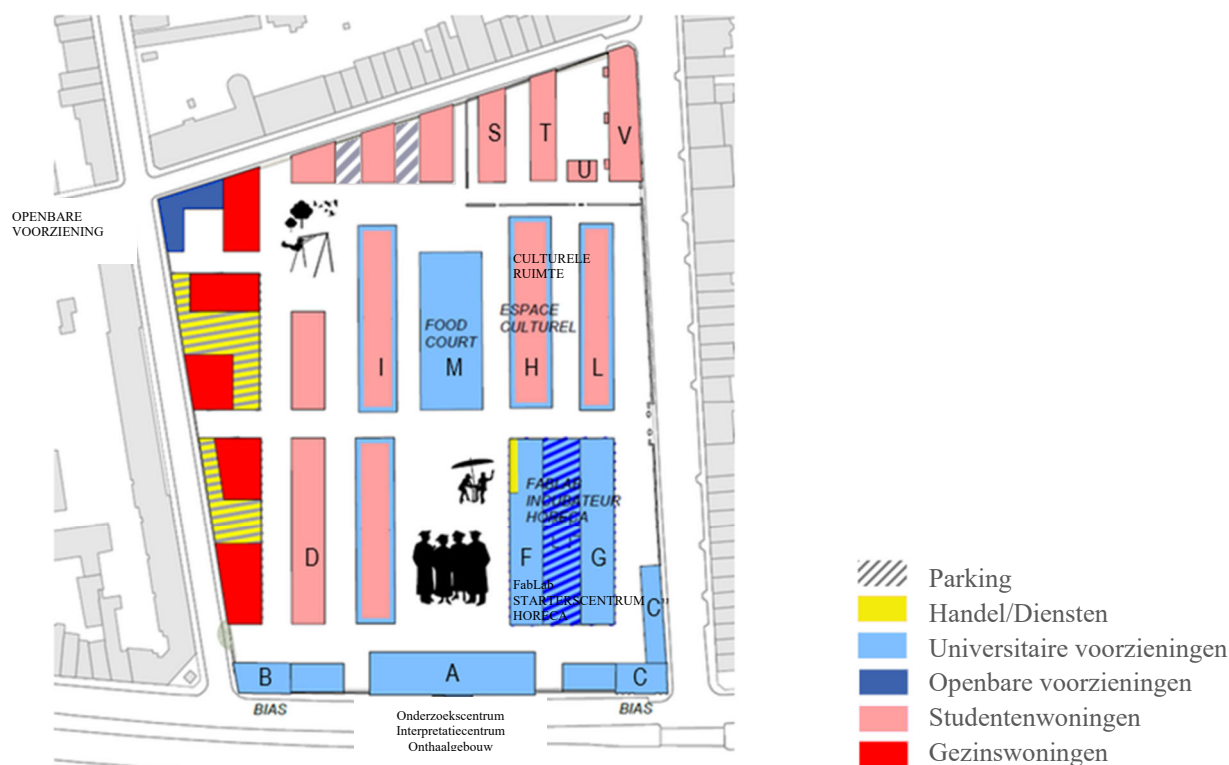 S
T
V
U
OPENBARE
VOORZIENING
CULTURELE
RUIMTE
ESPACE
CULTUREL
FOOD
COURT
I
M
H
L
FABLAB
INCUBATEUR
HORECA
D
F
G
FabLab
STARTERSCENTRUM
HORECA
C"
B
A
C
BIAS
BIAS
Onderzoekscentrum
Interpretatiecentrum
Onthaalgebouw
Parking
Handel/Diensten
Universitaire voorzieningen
Openbare voorzieningen
Studentenwoningen
Gezinswoningen